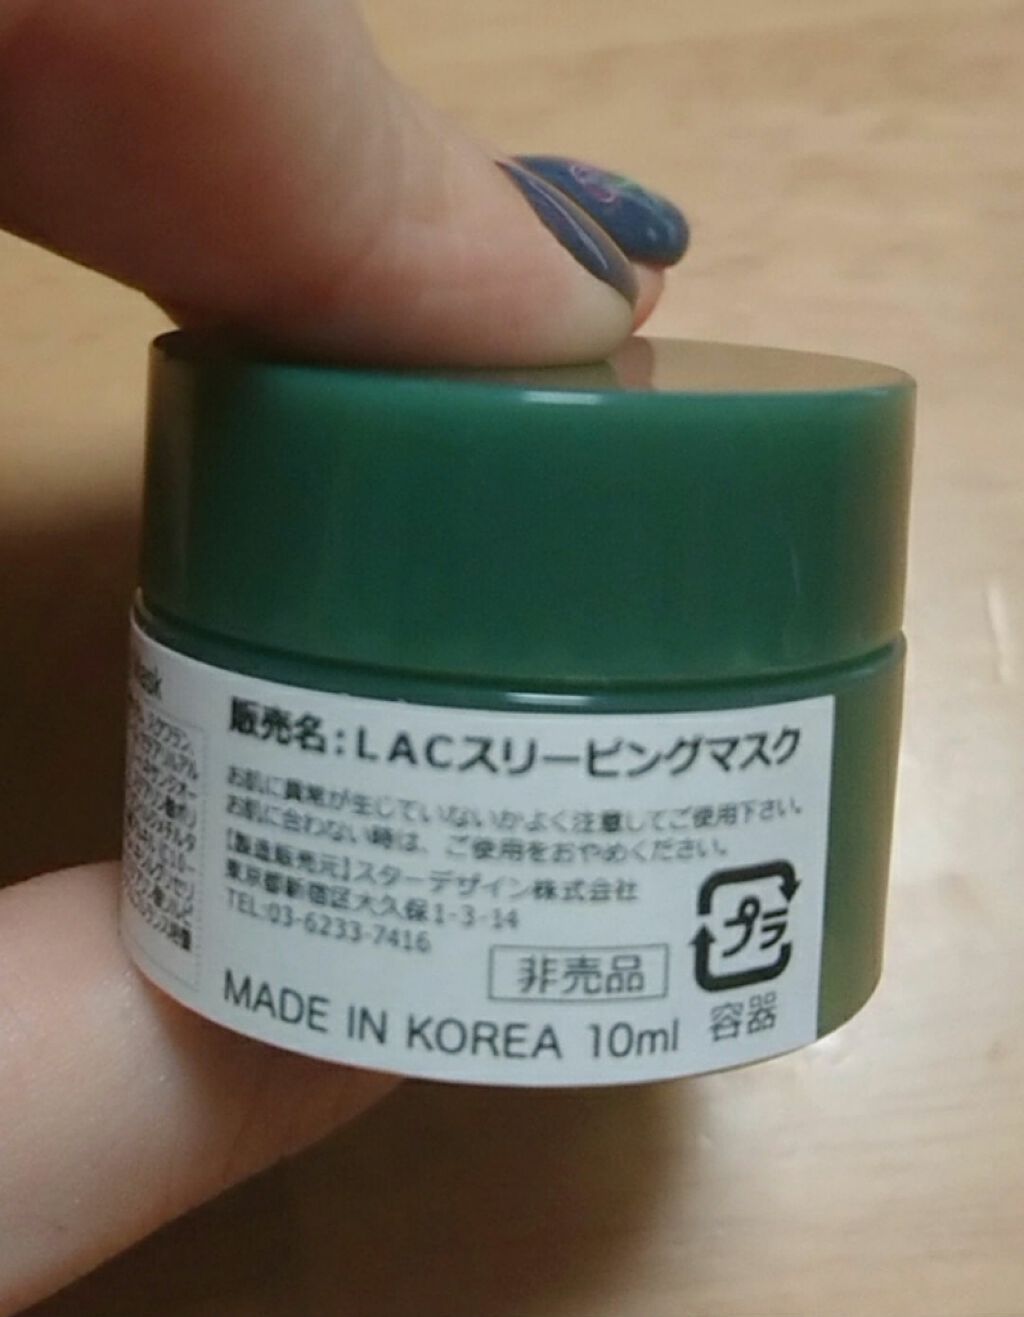 販売名:LACスリーピングマスク
お肌に異常が生じていないかよく注意してご使用下さい。
お肌に合わない時は、ご使用をおやめください。
【製造販売元】スターデザイン株式会社
東京都新宿区大久保1-3-14
TEL:03-6233-7416
非売品
プラ
容器
MADE IN KOREA 10ml